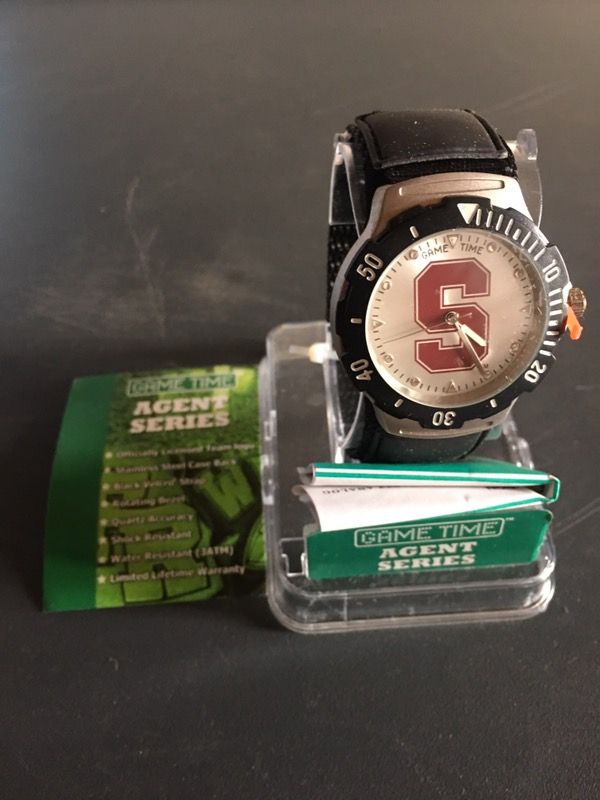 GAME TIME
S
10
20
30
40
50
GAME TIME
AGENT
SERIES
Officially Licensed Team logo
Stainless Steel Case Back
Black Velcro Strap
Rotating Bezel
Quartz Accuracy
Shock Resistant
Water Resistant (3ATM)
Limited Lifetime Warranty
GAME TIME™
AGENT
SERIES